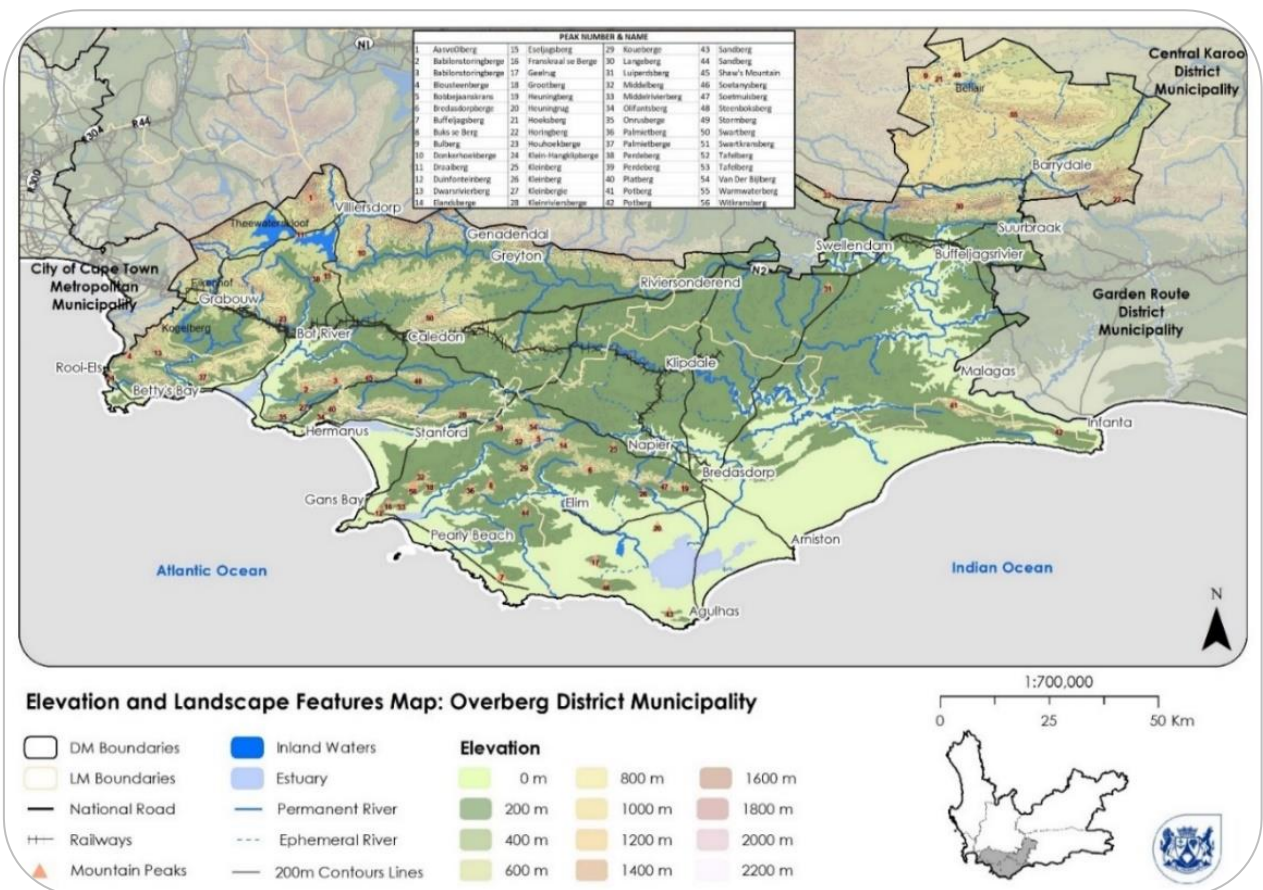 PEAK NUMBER & NAME
1 Aasvoëlberg 15 Eseljagsberg 29 Koueberge 43 Sandberg
2 Babilonstoringberge 16 Franskraal se Berge 30 Langeberg 44 Sandberg
3 Babilonstoringberge 17 Geelrug 31 Luiperdsberg 45 Shaw's Mountain
4 Blousteenberge 18 Grootberg 32 Middelberg 46 Soetanysberg
5 Bobbejaanskrans 19 Heuningberg 33 Middelrivierberg 47 Soetmuisberg
6 Bredasdorpberge 20 Heuningrug 34 Olifantsberg 48 Steenboksberg
7 Buffeljagsberg 21 Hoeksberg 35 Onrusberge 49 Stormberg
8 Buks se Berg 22 Horingberg 36 Palmietberg 50 Swartberg
9 Bulberg 23 Houhoekberge 37 Palmietberge 51 Swartkransberg
10 Donkerhoekberge 24 Klein-Hangklipberge 38 Perdeberg 52 Tafelberg
11 Draaiberg 25 Kleinberg 39 Perdeberg 53 Tafelberg
12 Duinfonteinberg 26 Kleinberg 40 Platberg 54 Van Der Bijlberg
13 Dwarsrivierberg 27 Kleinbergie 41 Potberg 55 Warmwaterberg
14 Elandsberge 28 Kleinriviersberge 42 Potberg 56 Witkransberg
N1
R44
R304
R300
Central Karoo
District
Municipality
Bellair
Barrydale
Villiersdorp
Theewaterskloof
Genadendal
Greyton
Suurbraak
Swellendam
Buffeljagsrivier
City of Cape Town
Metropolitan
Municipality
N2
Riviersonderend
Eikenhof
Grabouw
Garden Route
District
Municipality
Kogelberg
Bot River
Caledon
Rooi-Els
Klipdale
Malagas
Betty's Bay
Hermanus
Stanford
Infanta
Napier
Bredasdorp
Gans Bay
Elim
Pearly Beach
Arniston
Atlantic Ocean
Indian Ocean
Agulhas
N
Elevation and Landscape Features Map: Overberg District Municipality
1:700,000
0 25 50 Km
DM Boundaries
LM Boundaries
National Road
Railways
Mountain Peaks
Inland Waters
Estuary
Permanent River
Ephemeral River
200m Contours Lines
Elevation
0 m
200 m
400 m
600 m
800 m
1000 m
1200 m
1400 m
1600 m
1800 m
2000 m
2200 m